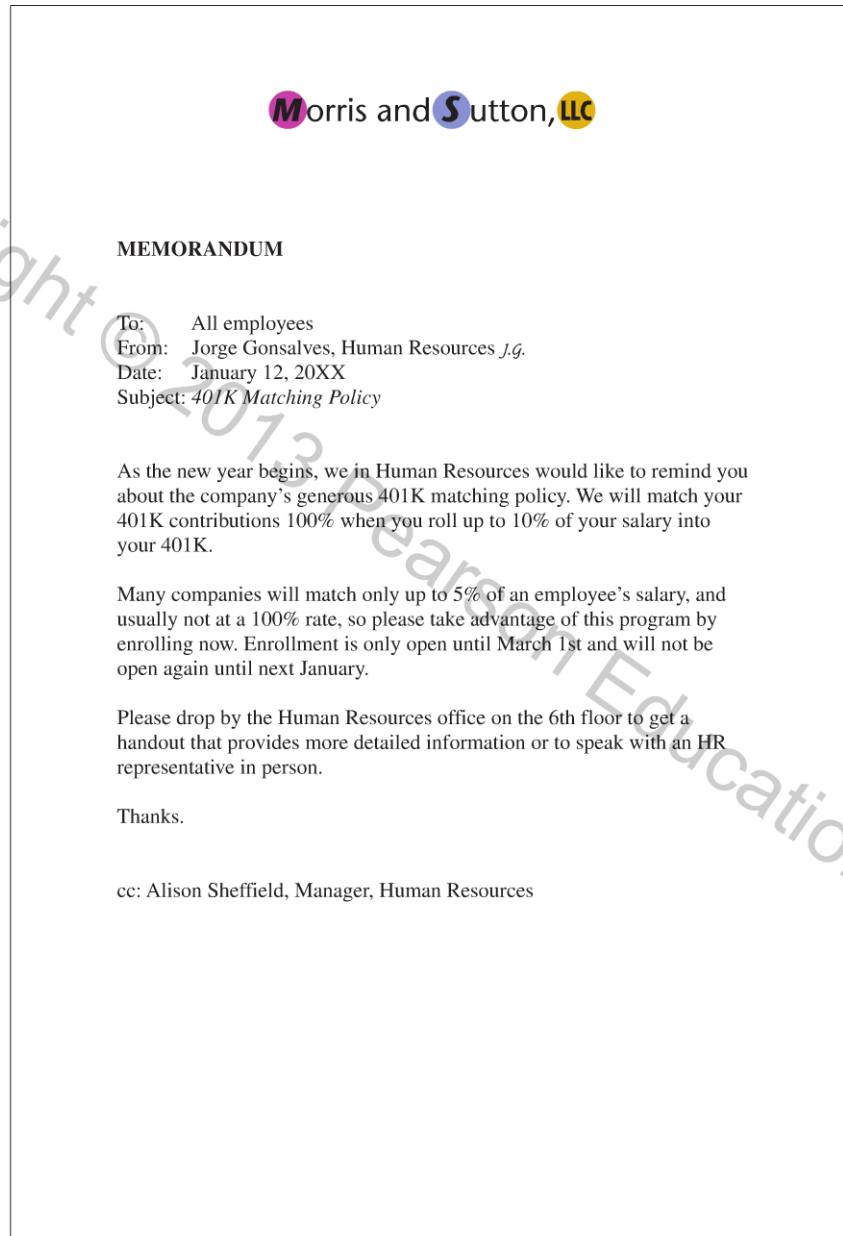 Morris and Sutton, LLC
MEMORANDUM
To: All employees
From: Jorge Gonsalves, Human Resources J.G.
Date: January 12, 20XX
Subject: 401K Matching Policy
As the new year begins, we in Human Resources would like to remind you
about the company's generous 401K matching policy. We will match your
401K contributions 100% when you roll up to 10% of your salary into
your 401K.
Many companies will match only up to 5% of an employee's salary, and
usually not at a 100% rate, so please take advantage of this program by
enrolling now. Enrollment is only open until March 1st and will not be
open again until next January.
Please drop by the Human Resources office on the 6th floor to get a
handout that provides more detailed information or to speak with an HR
representative in person.
Thanks.
cc: Alison Sheffield, Manager, Human Resources
ght © 2013 Pearson Education